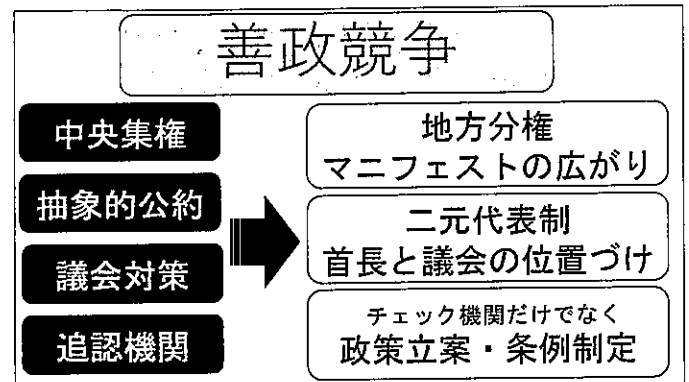 善政競争
中央集権
抽象的公約
議会対策
追認機関
地方分権
マニフェストの広がり
二元代表制
首長と議会の位置づけ
チェック機関だけでなく
政策立案・条例制定